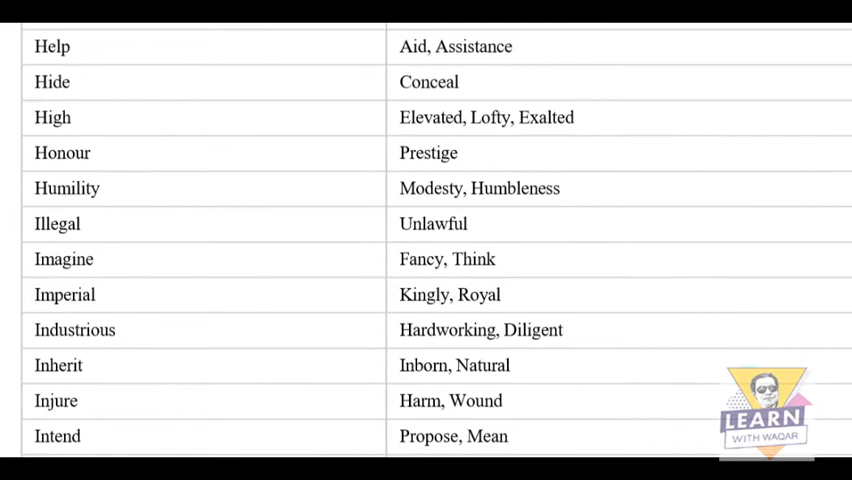 Help Aid, Assistance
Hide Conceal
High Elevated, Lofty, Exalted
Honour Prestige
Humility Modesty, Humbleness
Illegal Unlawful
Imagine Fancy, Think
Imperial Kingly, Royal
Industrious Hardworking, Diligent
Inherit Inborn, Natural
Injure Harm, Wound
Intend Propose, Mean
LEARN
WITH WAQAR